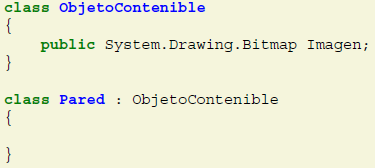 class ObjetoContenible
{
    public System.Drawing.Bitmap Imagen;
}

class Pared : ObjetoContenible
{

}